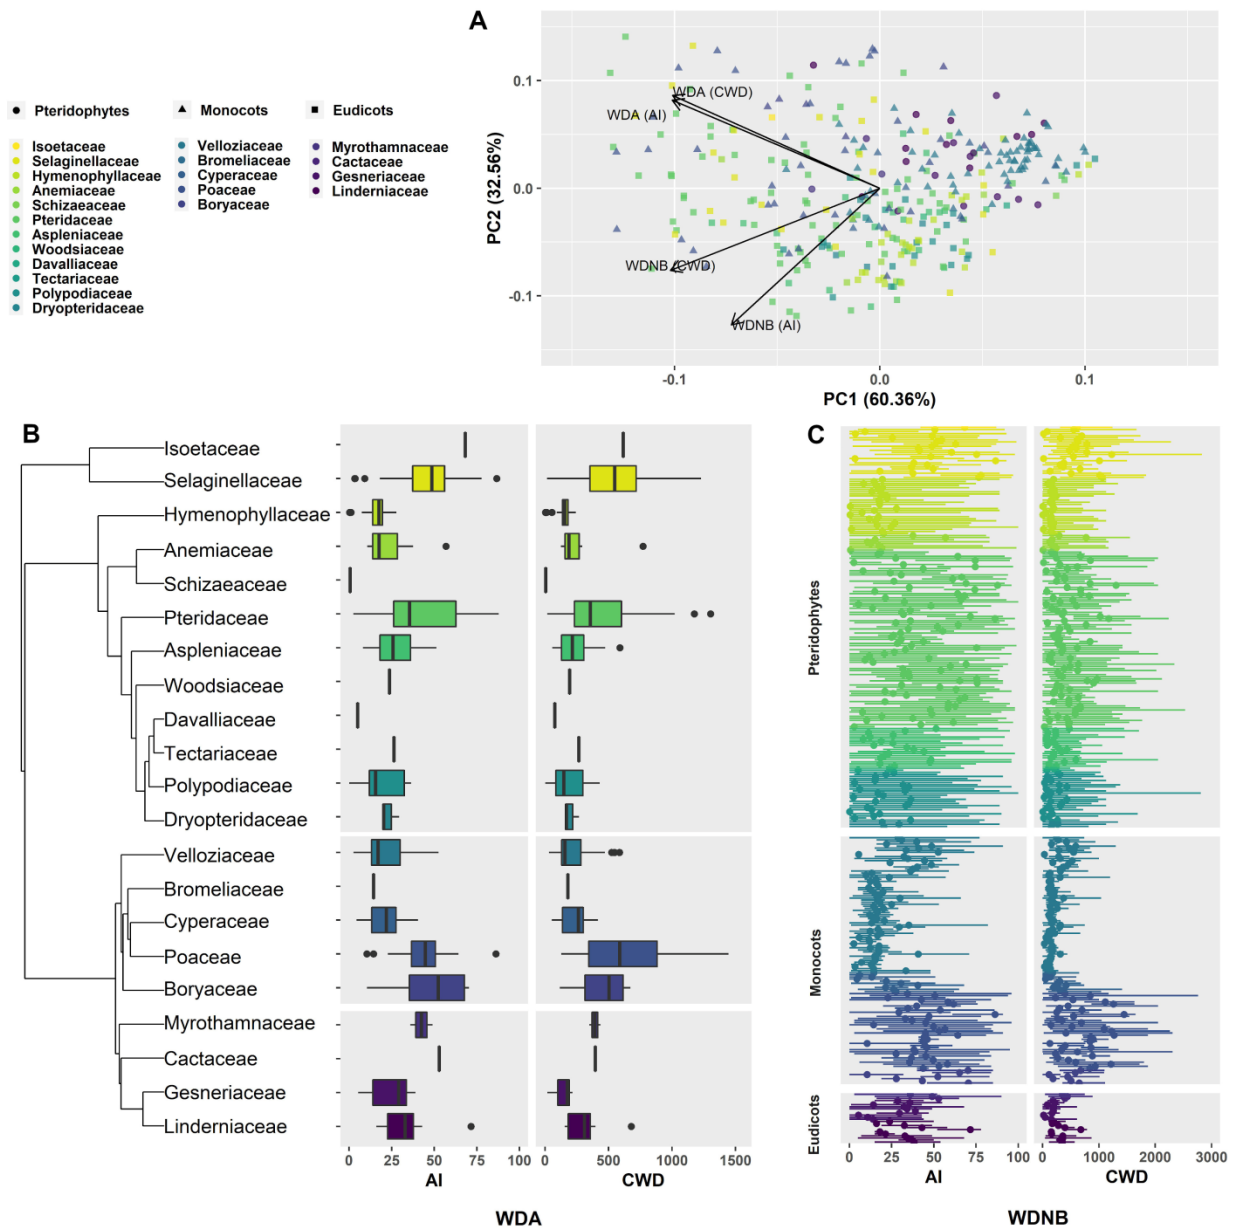 A
Pteridophytes
Monocots
Eudicots
Isoetaceae
Selaginellaceae
Hymenophyllaceae
Anemiaceae
Schizaeaceae
Pteridaceae
Aspleniaceae
Woodsiaceae
Davalliaceae
Tectariaceae
Polypodiaceae
Dryopteridaceae
Velloziaceae
Bromeliaceae
Cyperaceae
Poaceae
Boryaceae
Myrothamnaceae
Cactaceae
Gesneriaceae
Linderniaceae
PC2 (32.56%)
0.1
0.0
-0.1
WDA (CWD)
WDA (AI)
WDNB (CWD)
WDNB (AI)
-0.1
0.0
0.1
PC1 (60.36%)
B
Isoetaceae
Selaginellaceae
Hymenophyllaceae
Anemiaceae
Schizaeaceae
Pteridaceae
Aspleniaceae
Woodsiaceae
Davalliaceae
Tectariaceae
Polypodiaceae
Dryopteridaceae
Velloziaceae
Bromeliaceae
Cyperaceae
Poaceae
Boryaceae
Myrothamnaceae
Cactaceae
Gesneriaceae
Linderniaceae
0 25 50 75 100
AI
0 500 1000 1500
CWD
WDA
C
Pteridophytes
Monocots
Eudicots
0 25 50 75 100
AI
0 1000 2000 3000
CWD
WDNB